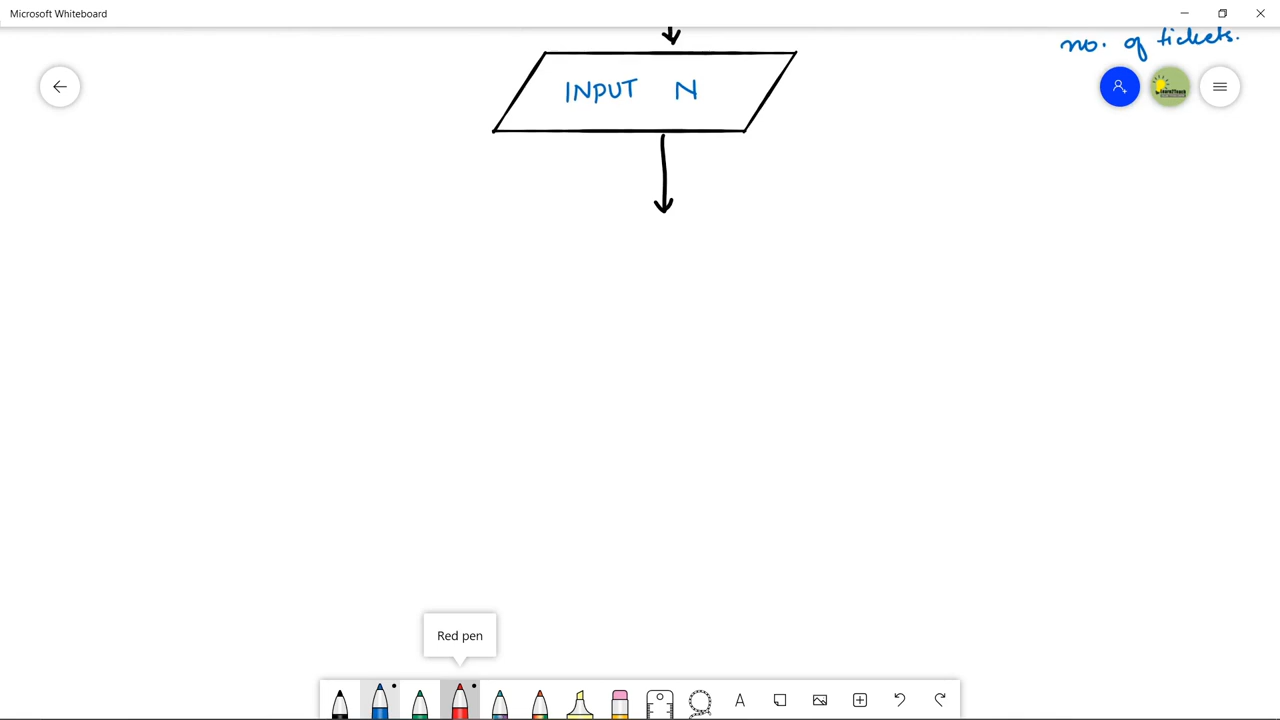 Microsoft Whiteboard
no. of tickets.
INPUT N
Red pen
A